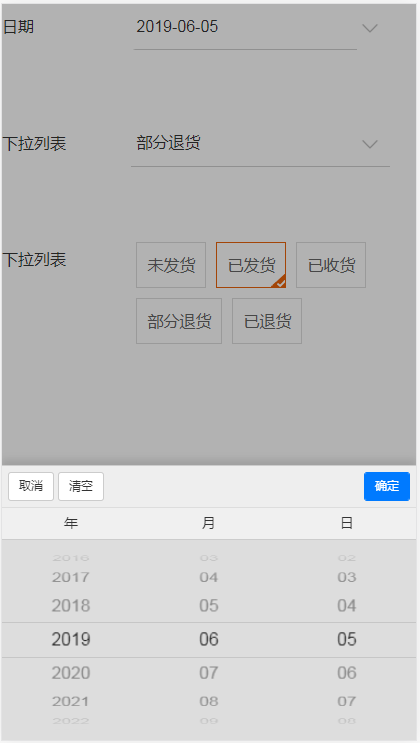 日期 2019-06-05
下拉列表 部分退货
下拉列表 未发货 已发货 已收货
部分退货 已退货
取消 清空 确定
年 月 日
2016 03 02
2017 04 03
2018 05 04
2019 06 05
2020 07 06
2021 08 07
2022 09 08